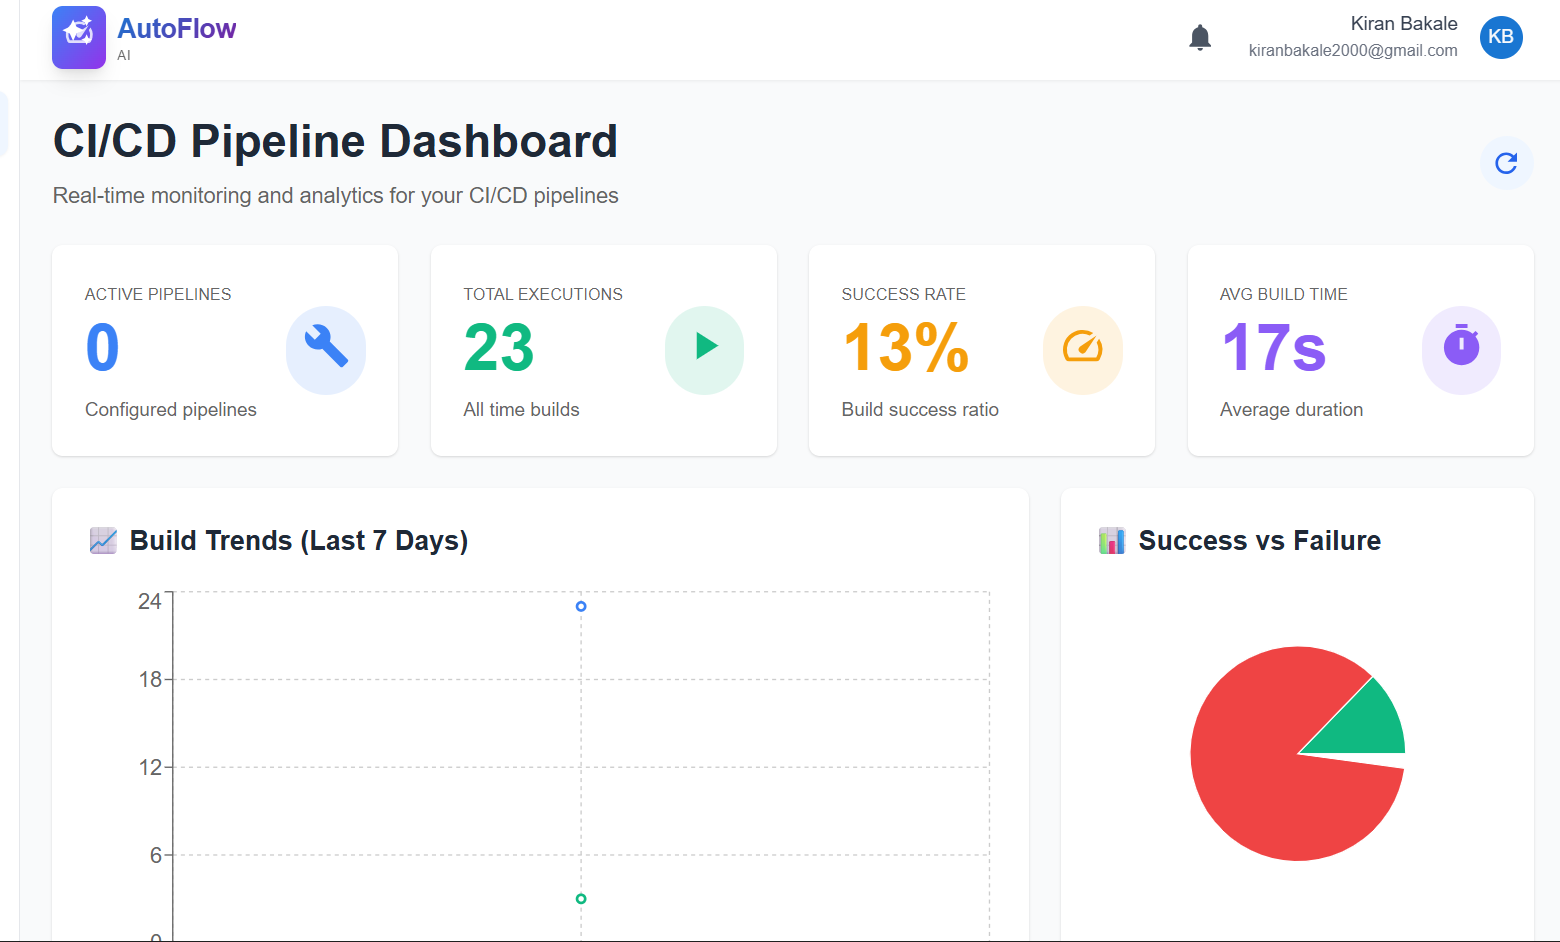 AutoFlow
AI
Kiran Bakale
kiranbakale2000@gmail.com
KB
CI/CD Pipeline Dashboard
Real-time monitoring and analytics for your CI/CD pipelines
ACTIVE PIPELINES
0
Configured pipelines
TOTAL EXECUTIONS
23
All time builds
SUCCESS RATE
13%
Build success ratio
AVG BUILD TIME
17s
Average duration
Build Trends (Last 7 Days)
24
18
12
6
0
Success vs Failure